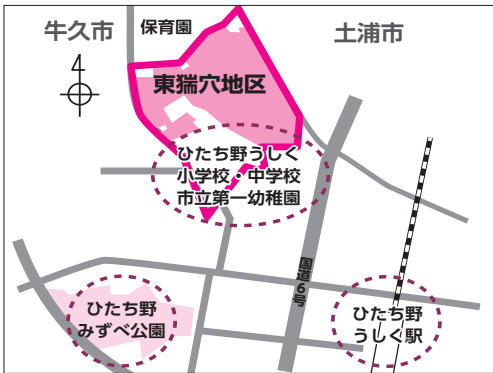 牛久市
保育園
土浦市
4
東猯穴地区
ひたち野うしく
小学校・中学校
市立第一幼稚園
国道6号
ひたち野
みずべ公園
ひたち野
うしく駅